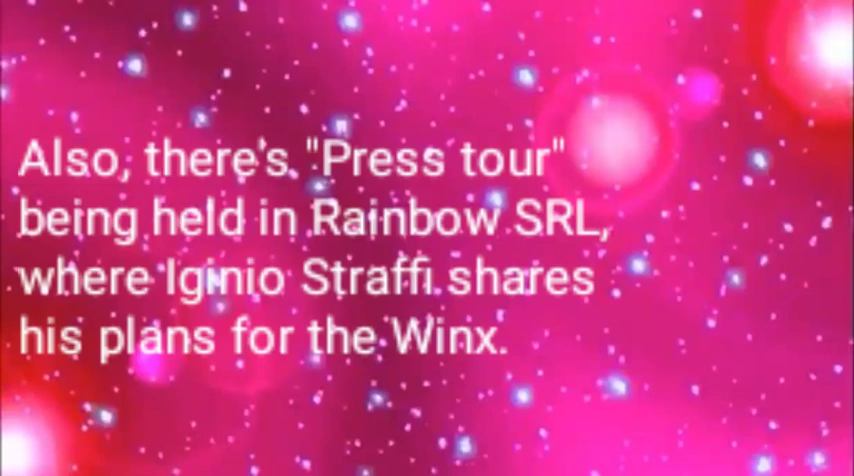 Also, there's "Press tour"
being held in Rainbow SRL,
where Iginio Straffi shares
his plans for the Winx.